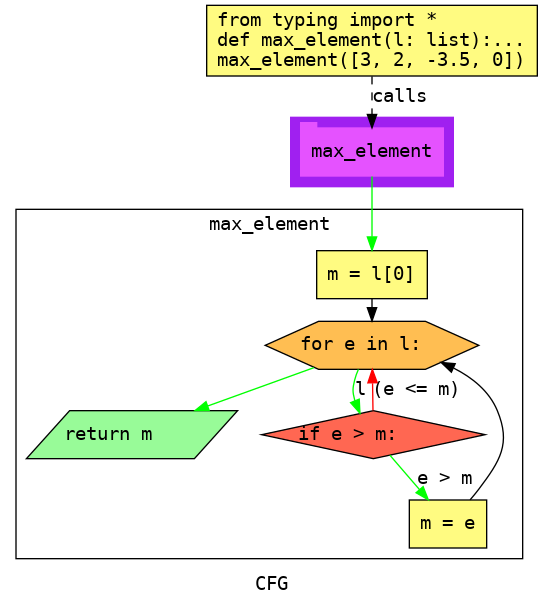 from typing import *
def max_element(l: list):...
max_element([3, 2, -3.5, 0])
calls
max_element
max_element
m = l[0]
for e in l:
l (e <= m)
return m
if e > m:
e > m
m = e
CFG